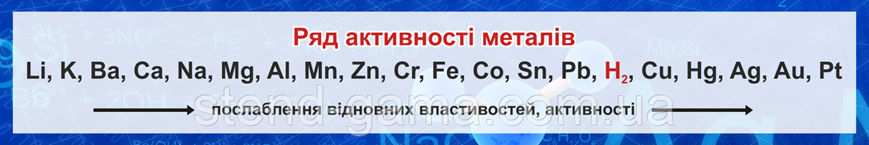 Ряд активності металів
Li, K, Ba, Ca, Na, Mg, Al, Mn, Zn, Cr, Fe, Co, Sn, Pb, H₂, Cu, Hg, Ag, Au, Pt
послаблення відновних властивостей, активності
stend-gama.com.ua